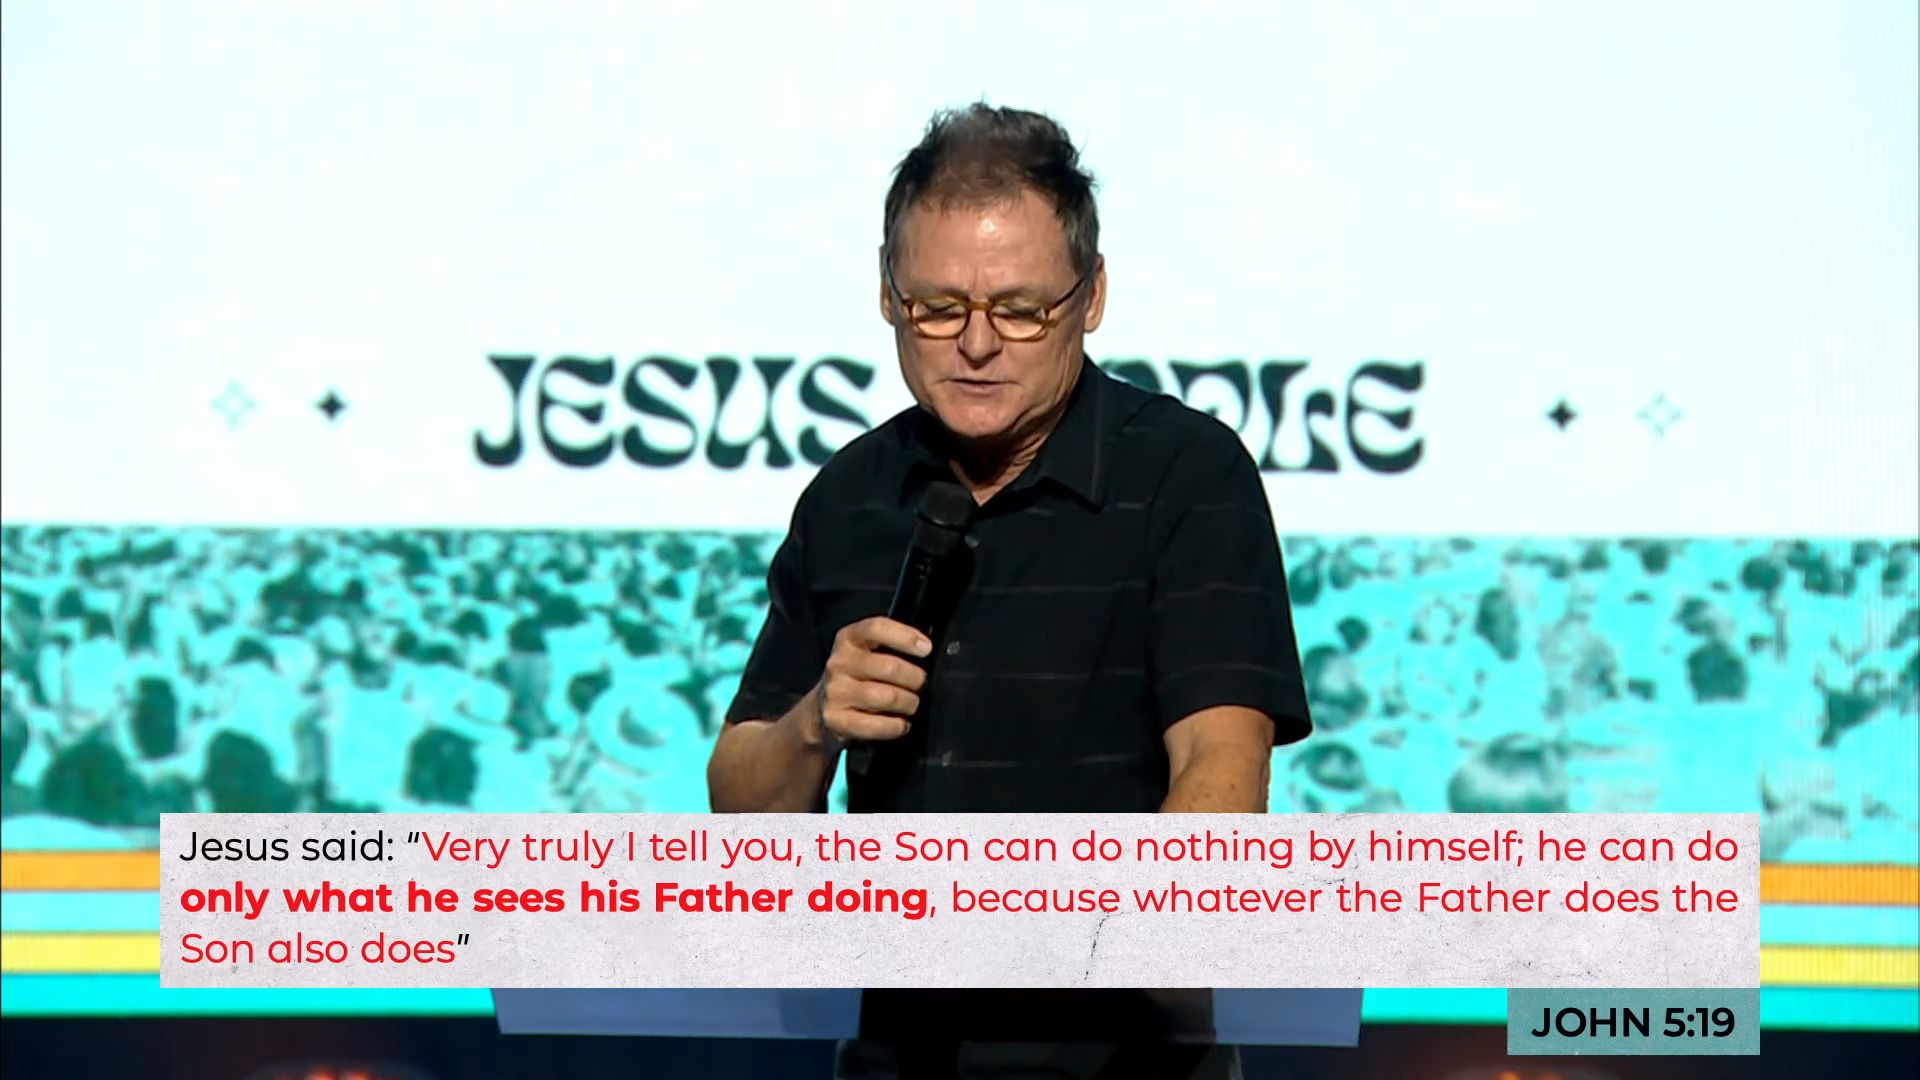 JESUS PLE
Jesus said: “Very truly I tell you, the Son can do nothing by himself; he can do
only what he sees his Father doing, because whatever the Father does the
Son also does”
JOHN 5:19